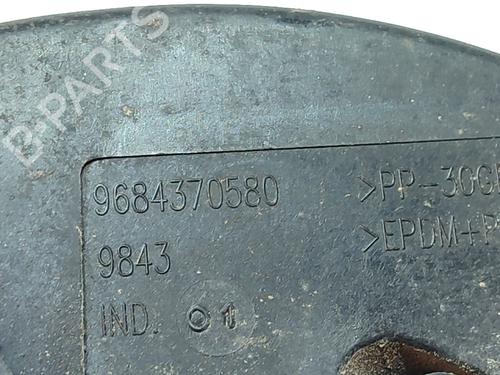 B-PARTS
9684370580
>PP-30G
9843
>EPDM+P
IND. 01